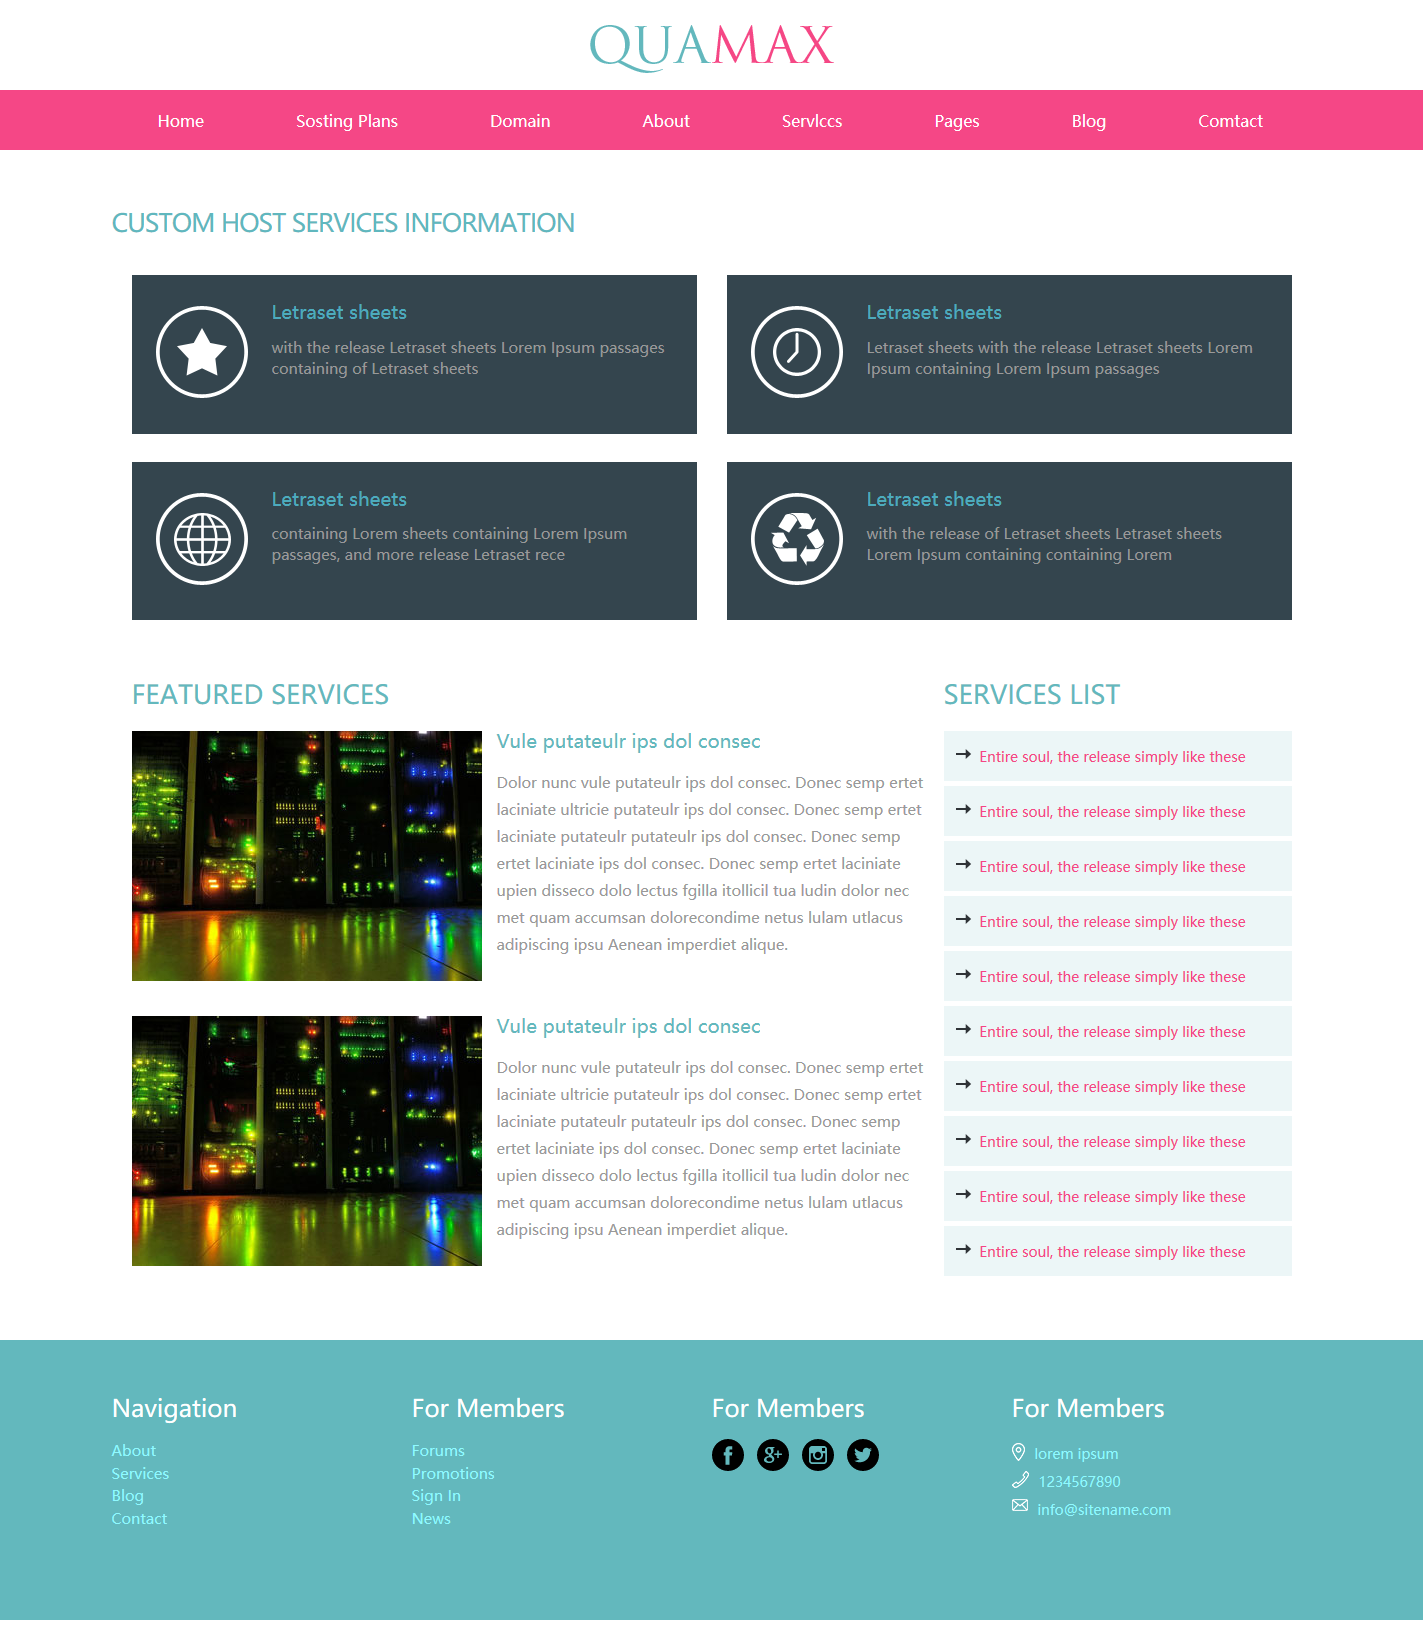 QUAMAX
Home Sosting Plans Domain About Servlccs Pages Blog Comtact
CUSTOM HOST SERVICES INFORMATION
Letraset sheets
with the release Letraset sheets Lorem Ipsum passages
containing of Letraset sheets
Letraset sheets
Letraset sheets with the release Letraset sheets Lorem
Ipsum containing Lorem Ipsum passages
Letraset sheets
containing Lorem sheets containing Lorem Ipsum
passages, and more release Letraset rece
Letraset sheets
with the release of Letraset sheets Letraset sheets
Lorem Ipsum containing containing Lorem
FEATURED SERVICES
Vule putateulr ips dol consec
Dolor nunc vule putateulr ips dol consec. Donec semp ertet
laciniate ultricie putateulr ips dol consec. Donec semp ertet
laciniate putateulr putateulr ips dol consec. Donec semp
ertet laciniate ips dol consec. Donec semp ertet laciniate
upien disseco dolo lectus fgilla itollicil tua ludin dolor nec
met quam accumsan dolorecondime netus lulam utlacus
adipiscing ipsu Aenean imperdiet alique.
Vule putateulr ips dol consec
Dolor nunc vule putateulr ips dol consec. Donec semp ertet
laciniate ultricie putateulr ips dol consec. Donec semp ertet
laciniate putateulr putateulr ips dol consec. Donec semp
ertet laciniate ips dol consec. Donec semp ertet laciniate
upien disseco dolo lectus fgilla itollicil tua ludin dolor nec
met quam accumsan dolorecondime netus lulam utlacus
adipiscing ipsu Aenean imperdiet alique.
SERVICES LIST
Entire soul, the release simply like these
Entire soul, the release simply like these
Entire soul, the release simply like these
Entire soul, the release simply like these
Entire soul, the release simply like these
Entire soul, the release simply like these
Entire soul, the release simply like these
Entire soul, the release simply like these
Entire soul, the release simply like these
Entire soul, the release simply like these
Navigation
About
Services
Blog
Contact
For Members
Forums
Promotions
Sign In
News
For Members
For Members
lorem ipsum
1234567890
info@sitename.com